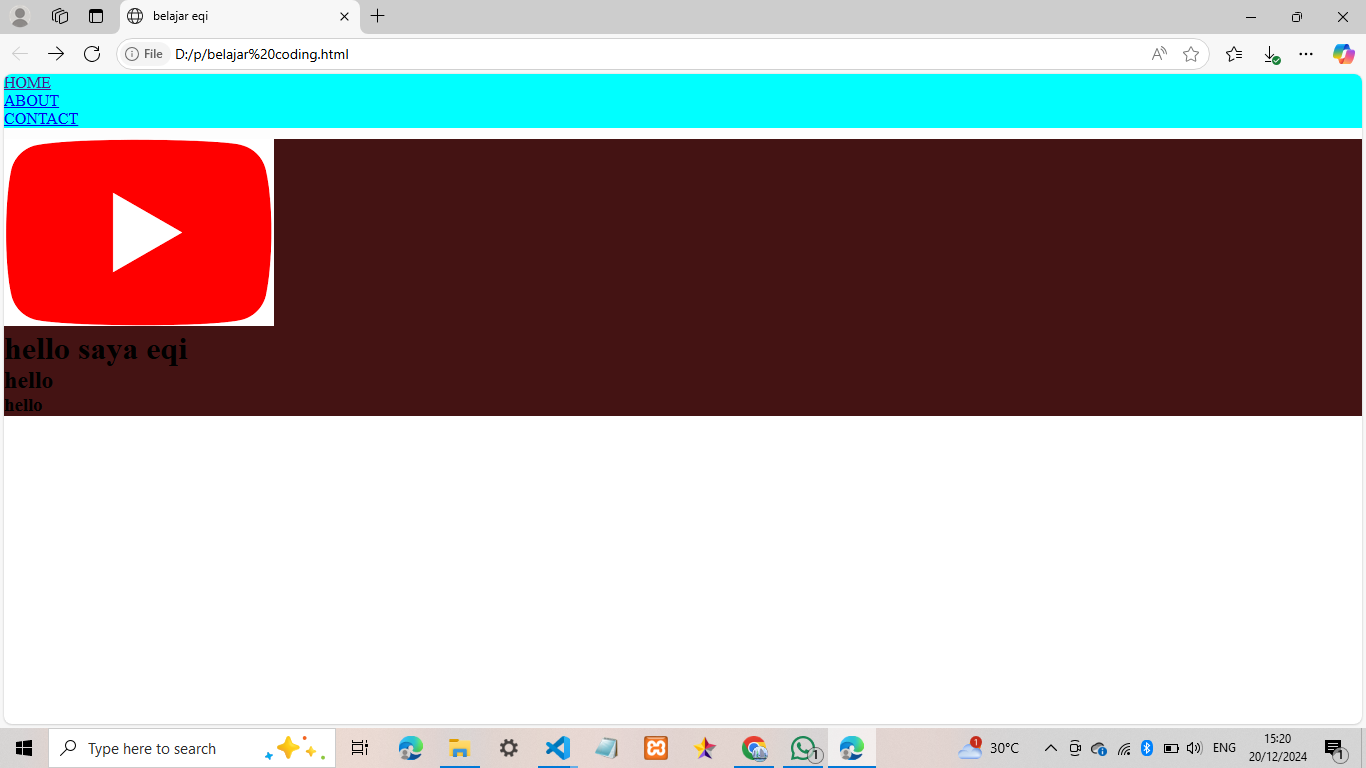 belajar eqi
File D:/p/belajar%20coding.html
HOME
ABOUT
CONTACT
hello saya eqi
hello
hello
Type here to search
1
1
30°C
ENG
15:20
20/12/2024
1